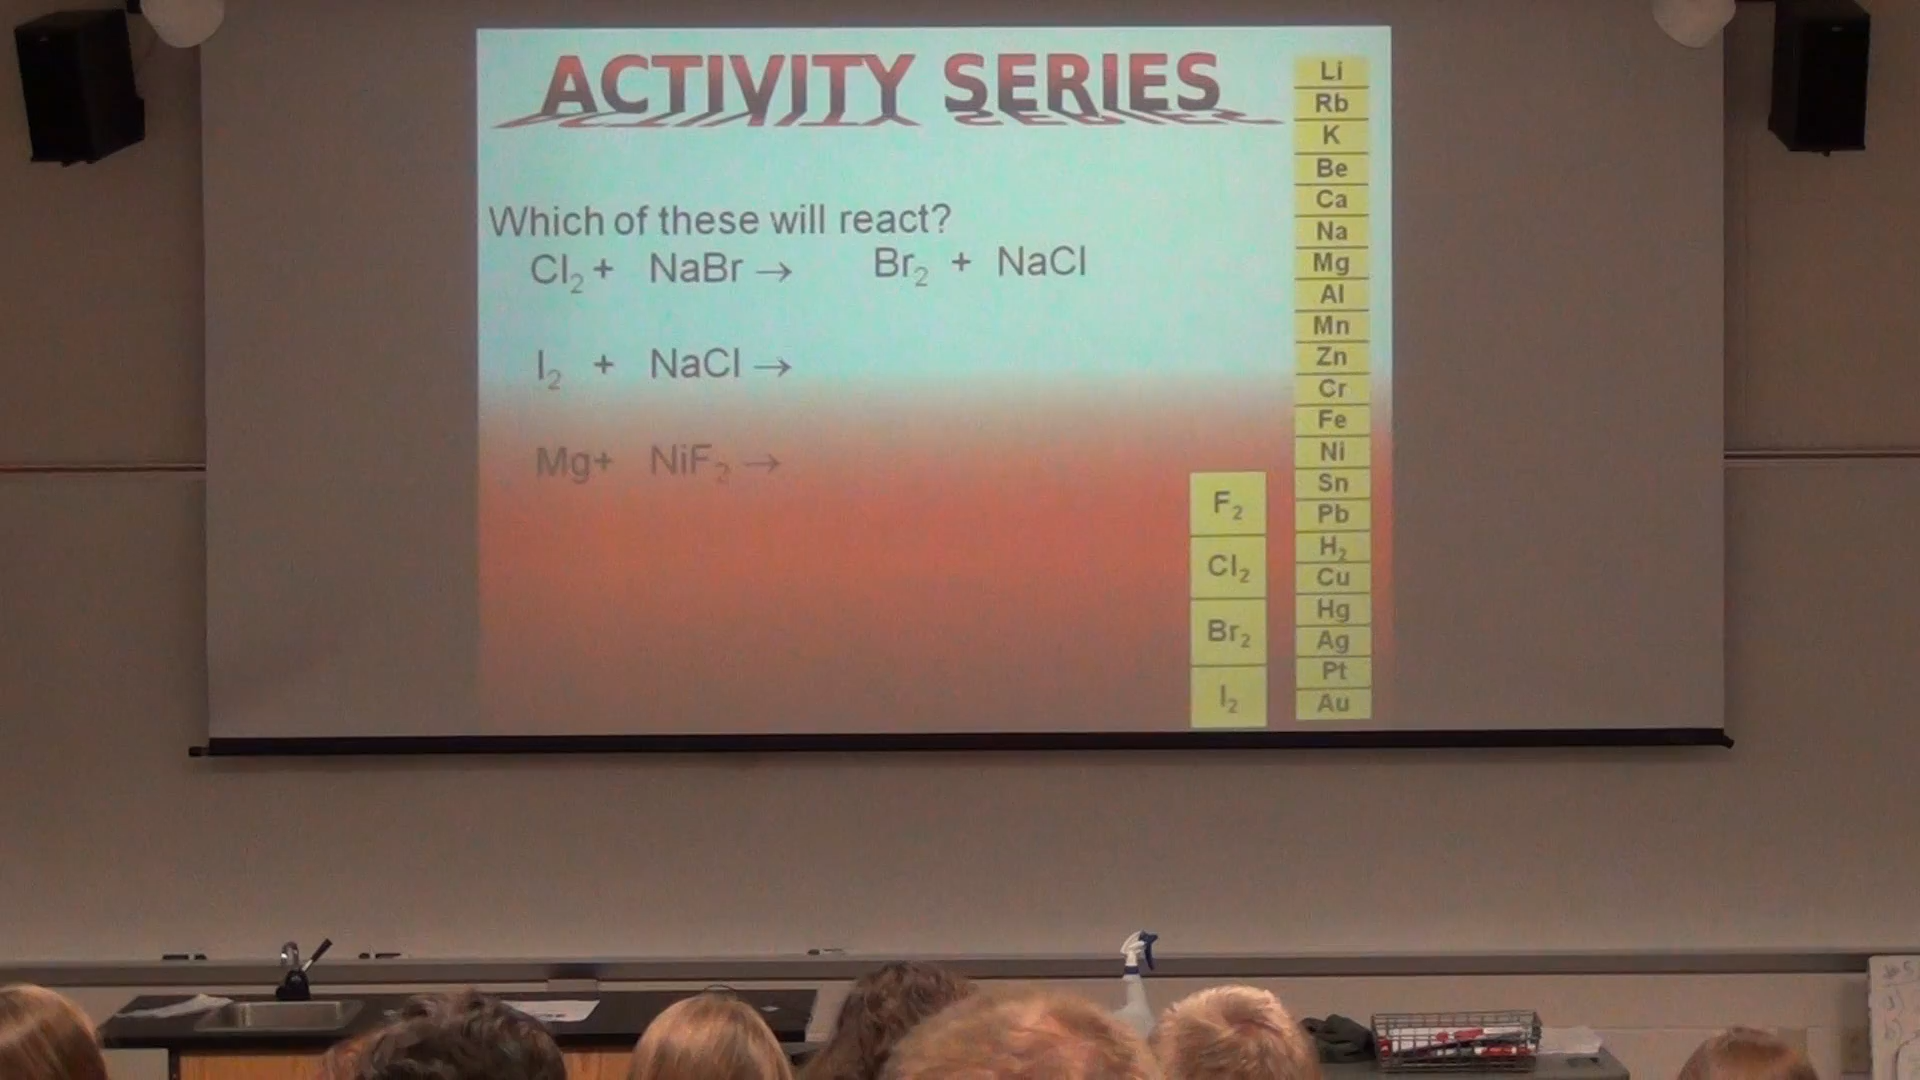 ACTIVITY SERIES
Which of these will react?
Cl₂ + NaBr → Br₂ + NaCl
I₂ + NaCl →
Mg+ NiF₂ →
F₂
Cl₂
Br₂
I₂
Li
Rb
K
Be
Ca
Na
Mg
Al
Mn
Zn
Cr
Fe
Ni
Sn
Pb
H₂
Cu
Hg
Ag
Pt
Au